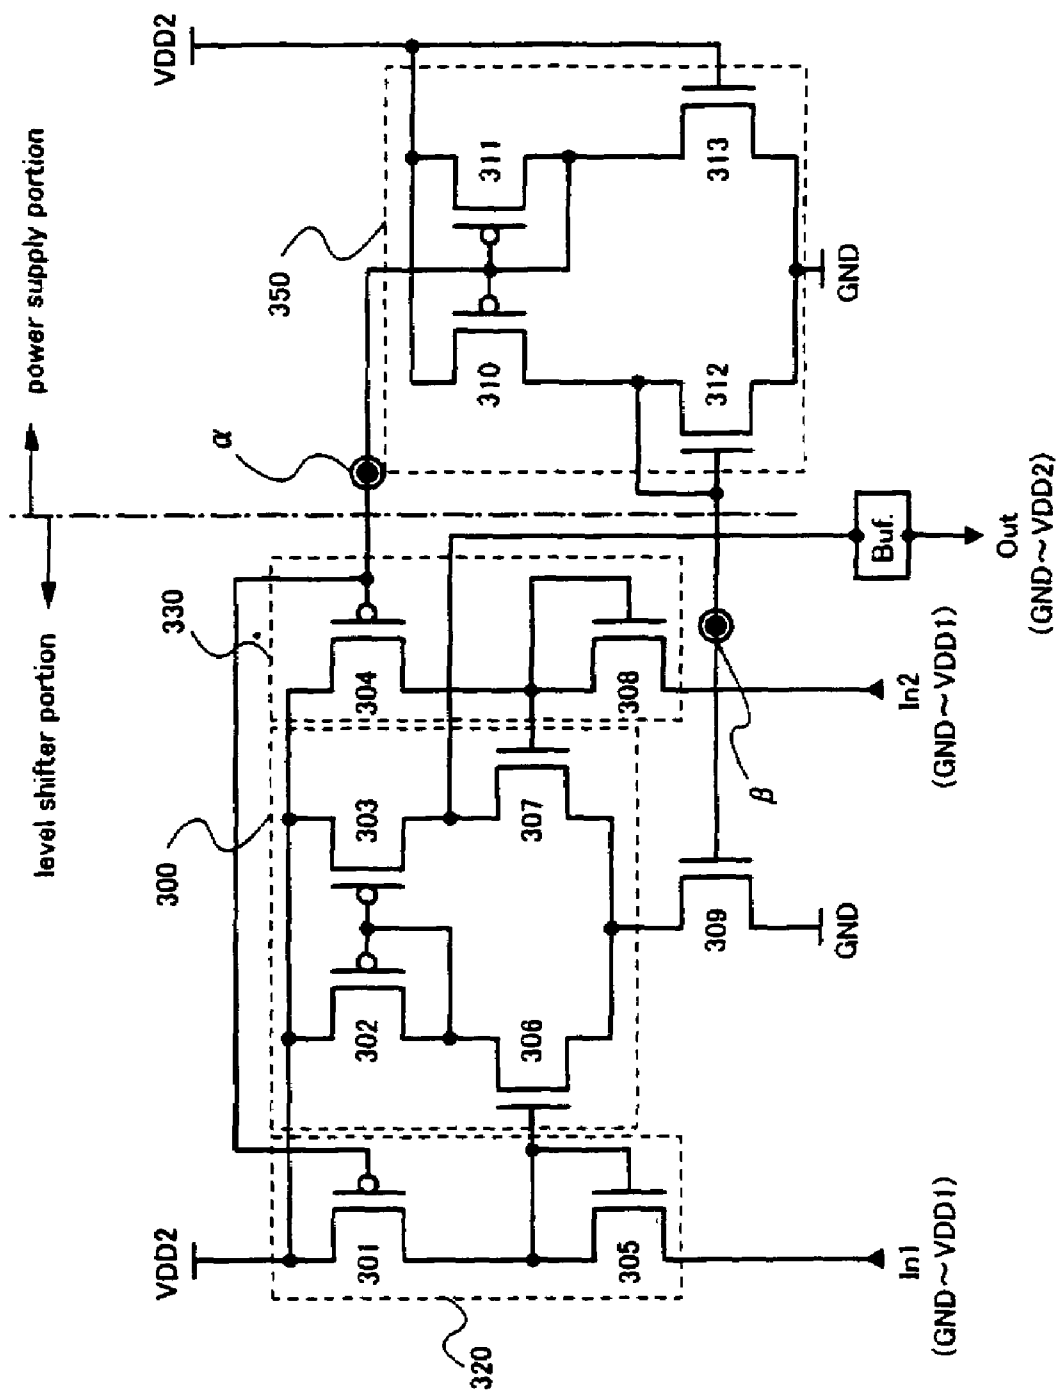 level shifter portion
power supply portion
VDD2
320
300
330
α
350
VDD2
301
302
303
304
310
311
305
306
307
308
312
313
309
β
GND
GND
Buf.
In1
(GND~VDD1)
In2
(GND~VDD1)
Out
(GND~VDD2)